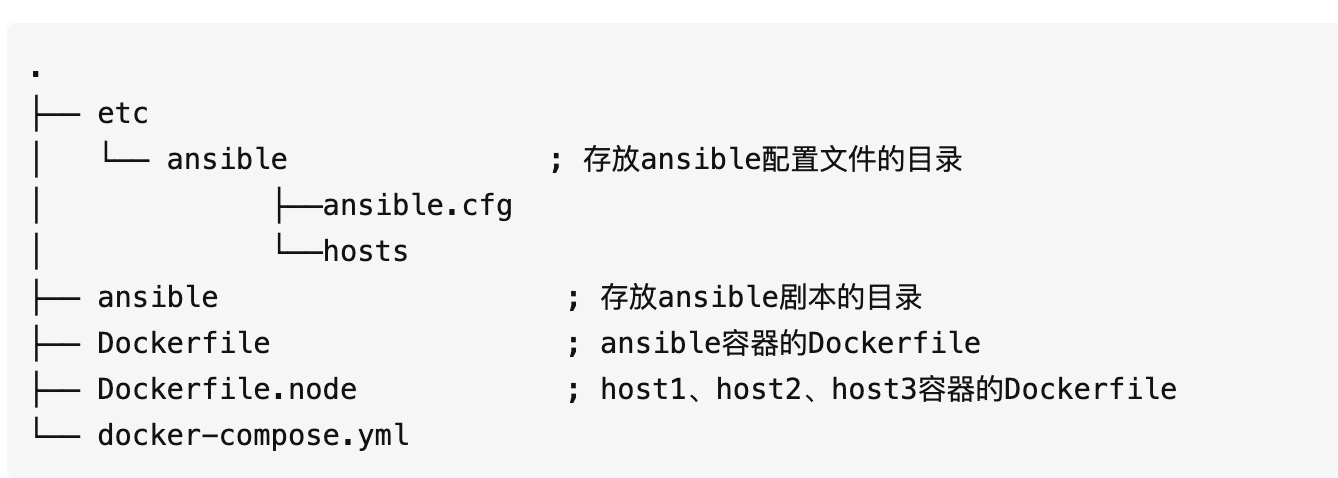 .
├── etc
│   └── ansible               ; 存放ansible配置文件的目录
│             ├──ansible.cfg
│             └──hosts
├── ansible                    ; 存放ansible剧本的目录
├── Dockerfile                 ; ansible容器的Dockerfile
├── Dockerfile.node            ; host1、host2、host3容器的Dockerfile
└── docker-compose.yml